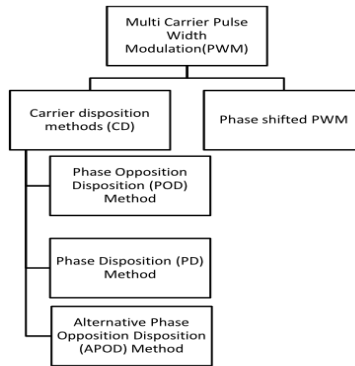 Multi Carrier Pulse
Width
Modulation(PWM)
Carrier disposition
methods (CD)
Phase shifted PWM
Phase Opposition
Disposition (POD)
Method
Phase Disposition (PD)
Method
Alternative Phase
Opposition Disposition
(APOD) Method